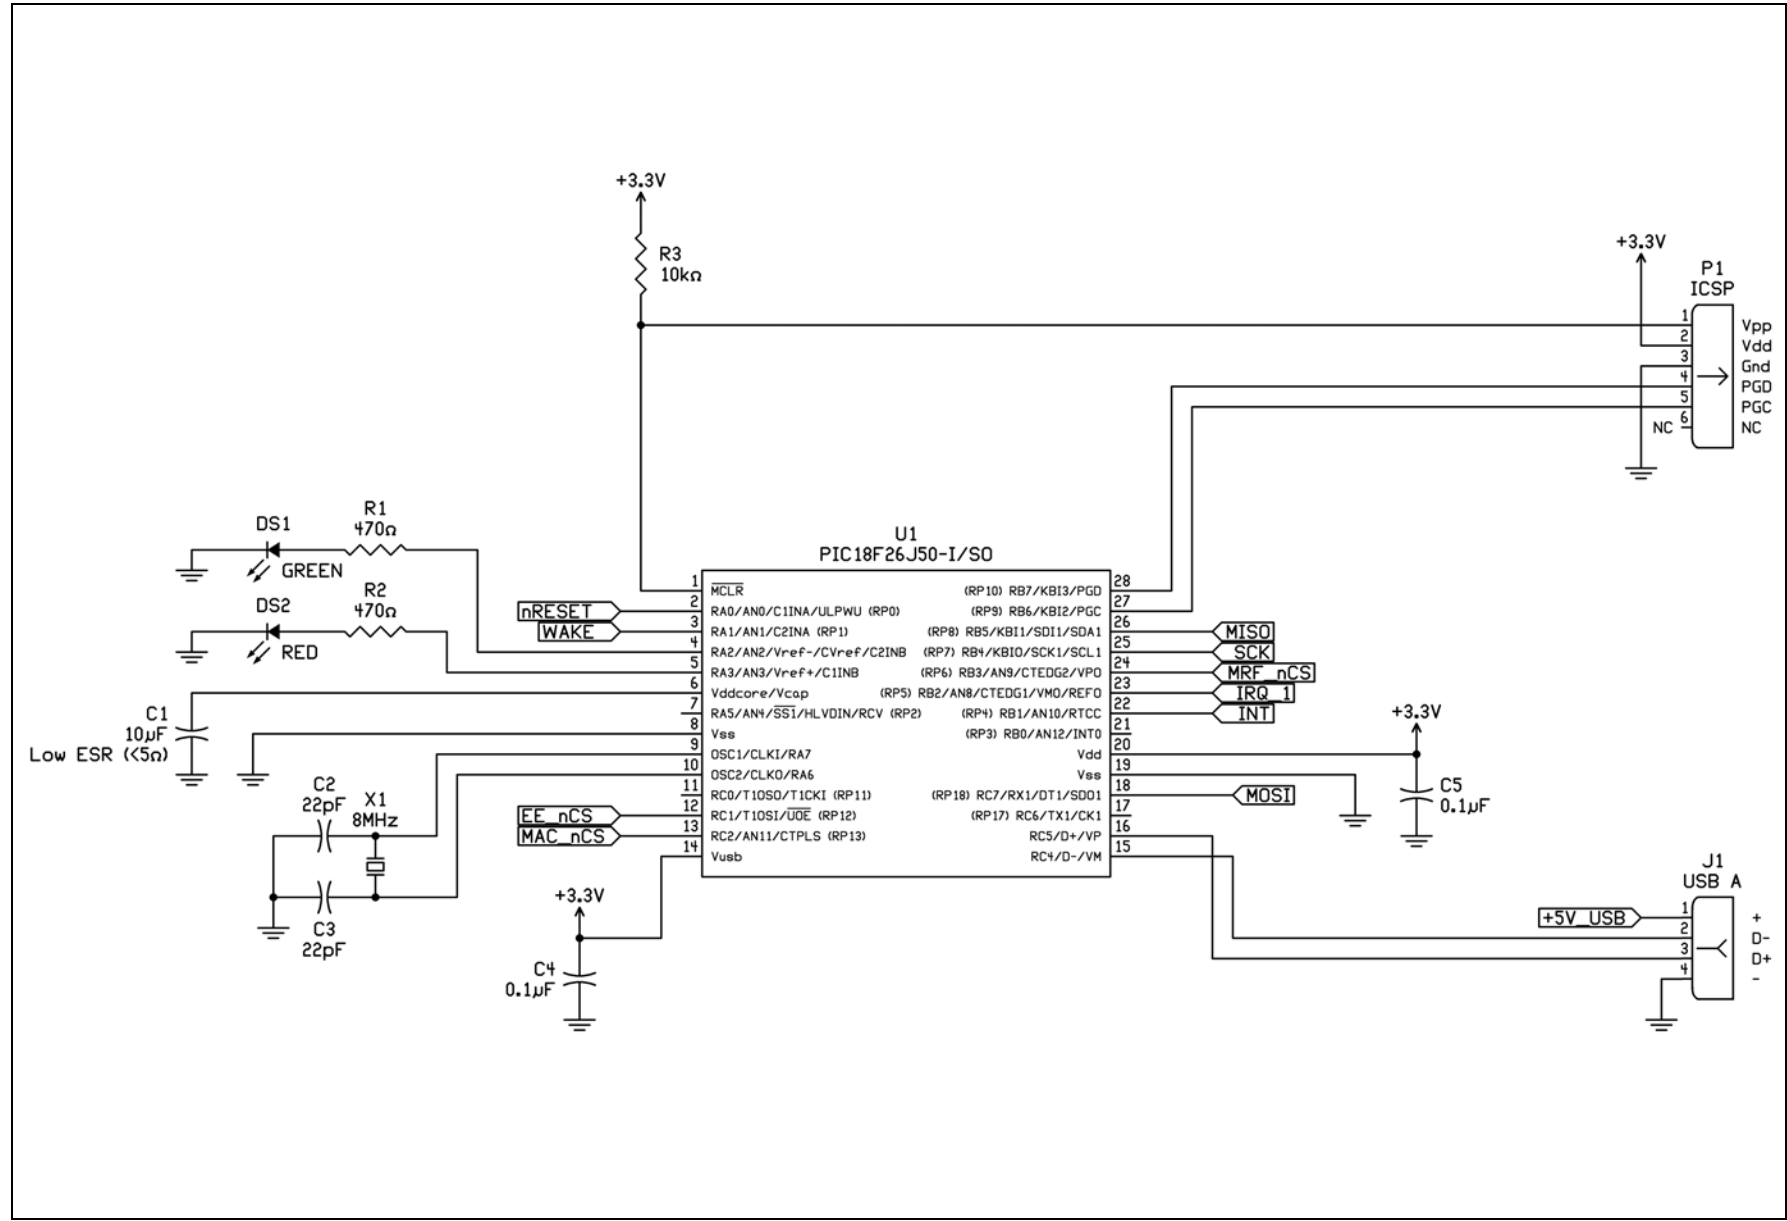 +3.3V
R3
10kΩ
+3.3V
P1
ICSP
1 Vpp
2 Vdd
3 Gnd
4 PGD
5 PGC
NC 6 NC
R1
470Ω
DS1
GREEN
R2
470Ω
DS2
RED
C1
10µF
Low ESR (<5Ω)
C2
22pF
X1
8MHz
C3
22pF
nRESET
WAKE
EE_nCS
MAC_nCS
+3.3V
C4
0.1µF
U1
PIC18F26J50-I/SO
1 MCLR
2 RA0/AN0/C1INA/ULPWU (RP0)
3 RA1/AN1/C2INA (RP1)
4 RA2/AN2/Vref-/CVref/C2INB
5 RA3/AN3/Vref+/C1INB
6 Vddcore/Vcap
7 RA5/AN4/SS1/HLVDIN/RCV (RP2)
8 Vss
9 OSC1/CLKI/RA7
10 OSC2/CLKO/RA6
11 RC0/T1OSO/T1CKI (RP11)
12 RC1/T1OSI/UOE (RP12)
13 RC2/AN11/CTPLS (RP13)
14 Vusb
(RP10) RB7/KBI3/PGD 28
(RP9) RB6/KBI2/PGC 27
(RP8) RB5/KBI1/SDI1/SDA1 26
(RP7) RB4/KBI0/SCK1/SCL1 25
(RP6) RB3/AN9/CTEDG2/VPO 24
(RP5) RB2/AN8/CTEDG1/VMO/REFO 23
(RP4) RB1/AN10/RTCC 22
(RP3) RB0/AN12/INT0 21
Vdd 20
Vss 19
(RP18) RC7/RX1/DT1/SDO1 18
(RP17) RC6/TX1/CK1 17
RC5/D+/VP 16
RC4/D-/VM 15
MISO
SCK
MRF_nCS
IRQ_1
INT
MOSI
+3.3V
C5
0.1µF
J1
USB A
+5V_USB
1 +
2 D-
3 D+
4 -